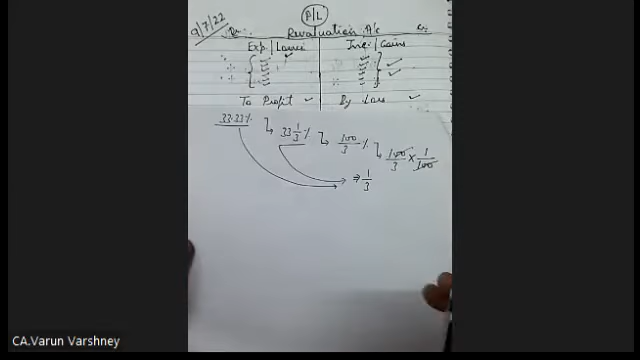 P/L
9/7/22 Dr. Revaluation A/c Cr.
Exp./Losses Inc./Gains
To Profit By Loss
33.33% 33 1/3 % 100/3 % 100/3 × 1/100
⇒ 1/3
CA.Varun Varshney